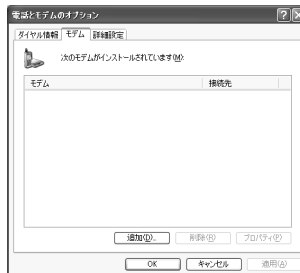 電話とモデムのオプション
ダイヤル情報 モデム 詳細設定
次のモデムがインストールされています(M):
モデム 接続先
追加(D)... 削除(R) プロパティ(P)
OK キャンセル 適用(A)